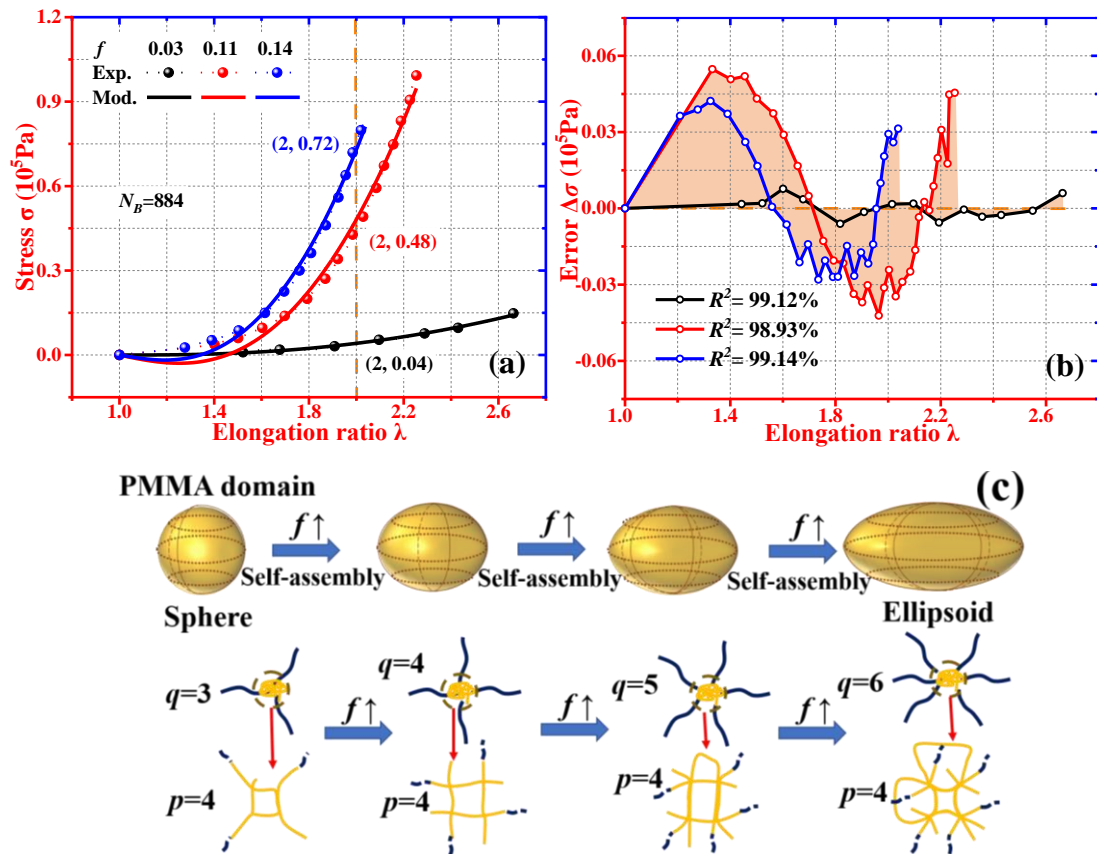 1.2
0.9
0.6
0.3
0.0
Stress σ (10⁵Pa)
f 0.03 0.11 0.14
Exp.
Mod.
N_B=884
(2, 0.72)
(2, 0.48)
(2, 0.04)
(a)
1.0 1.4 1.8 2.2 2.6
Elongation ratio λ
0.06
0.03
0.00
-0.03
-0.06
Error Δσ (10⁵Pa)
R²= 99.12%
R²= 98.93%
R²= 99.14%
(b)
1.0 1.4 1.8 2.2 2.6
Elongation ratio λ
(c)
PMMA domain
f ↑ f ↑ f ↑
Self-assembly Self-assembly Self-assembly
Sphere Ellipsoid
q=3 q=4 q=5 q=6
f ↑ f ↑ f ↑
p=4 p=4 p=4 p=4